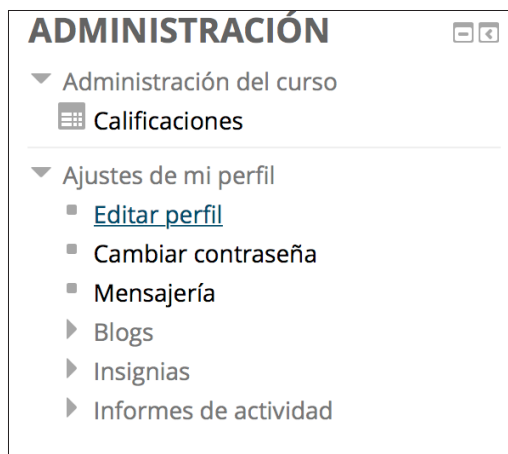 ADMINISTRACIÓN
Administración del curso
Calificaciones
Ajustes de mi perfil
Editar perfil
Cambiar contraseña
Mensajería
Blogs
Insignias
Informes de actividad